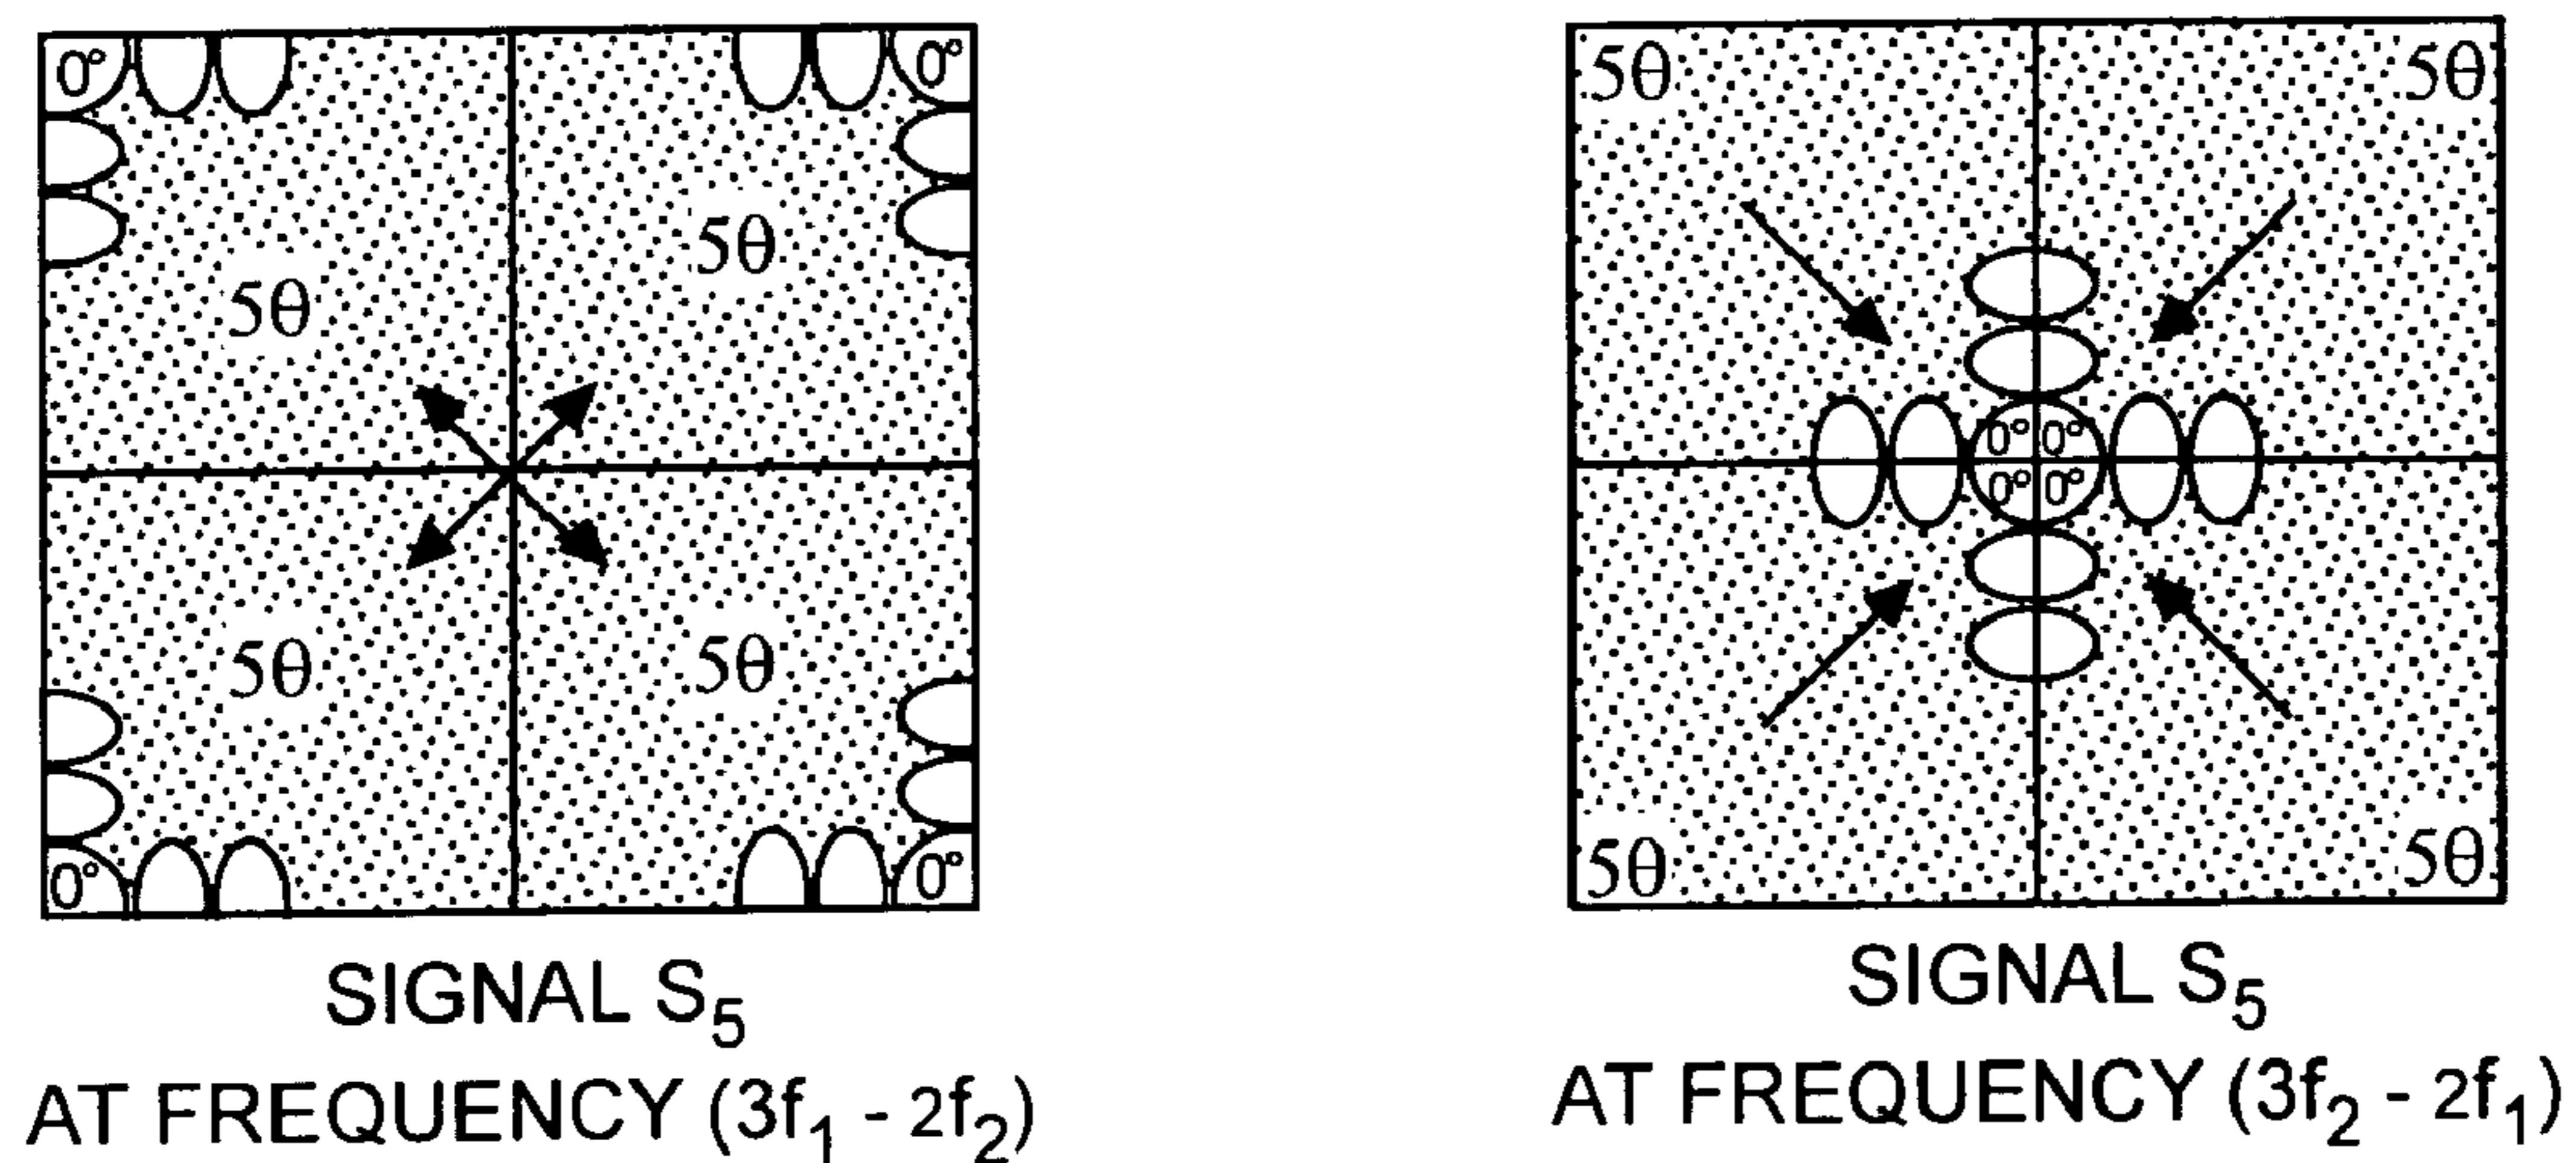 0° 0°
5θ
5θ
5θ 5θ
0° 0°
SIGNAL S₅
AT FREQUENCY (3f₁ - 2f₂)
5θ 5θ
0° 0°
0° 0°
5θ 5θ
SIGNAL S₅
AT FREQUENCY (3f₂ - 2f₁)